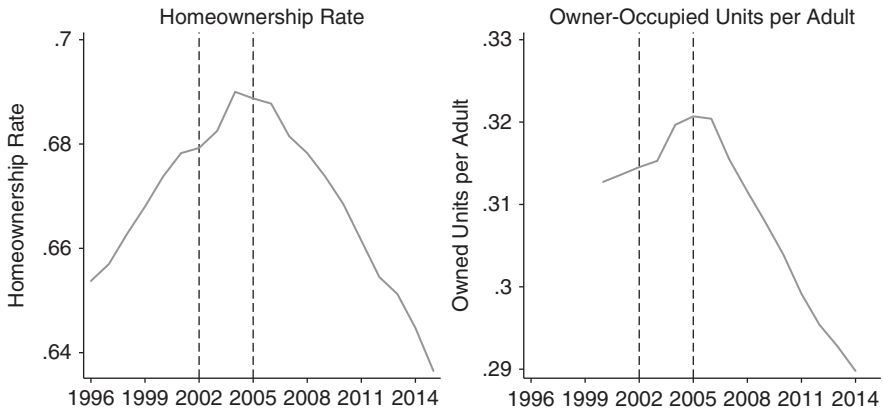 Homeownership Rate
Homeownership Rate
.7
.68
.66
.64
1996 1999 2002 2005 2008 2011 2014
Owner-Occupied Units per Adult
Owned Units per Adult
.33
.32
.31
.3
.29
1996 1999 2002 2005 2008 2011 2014